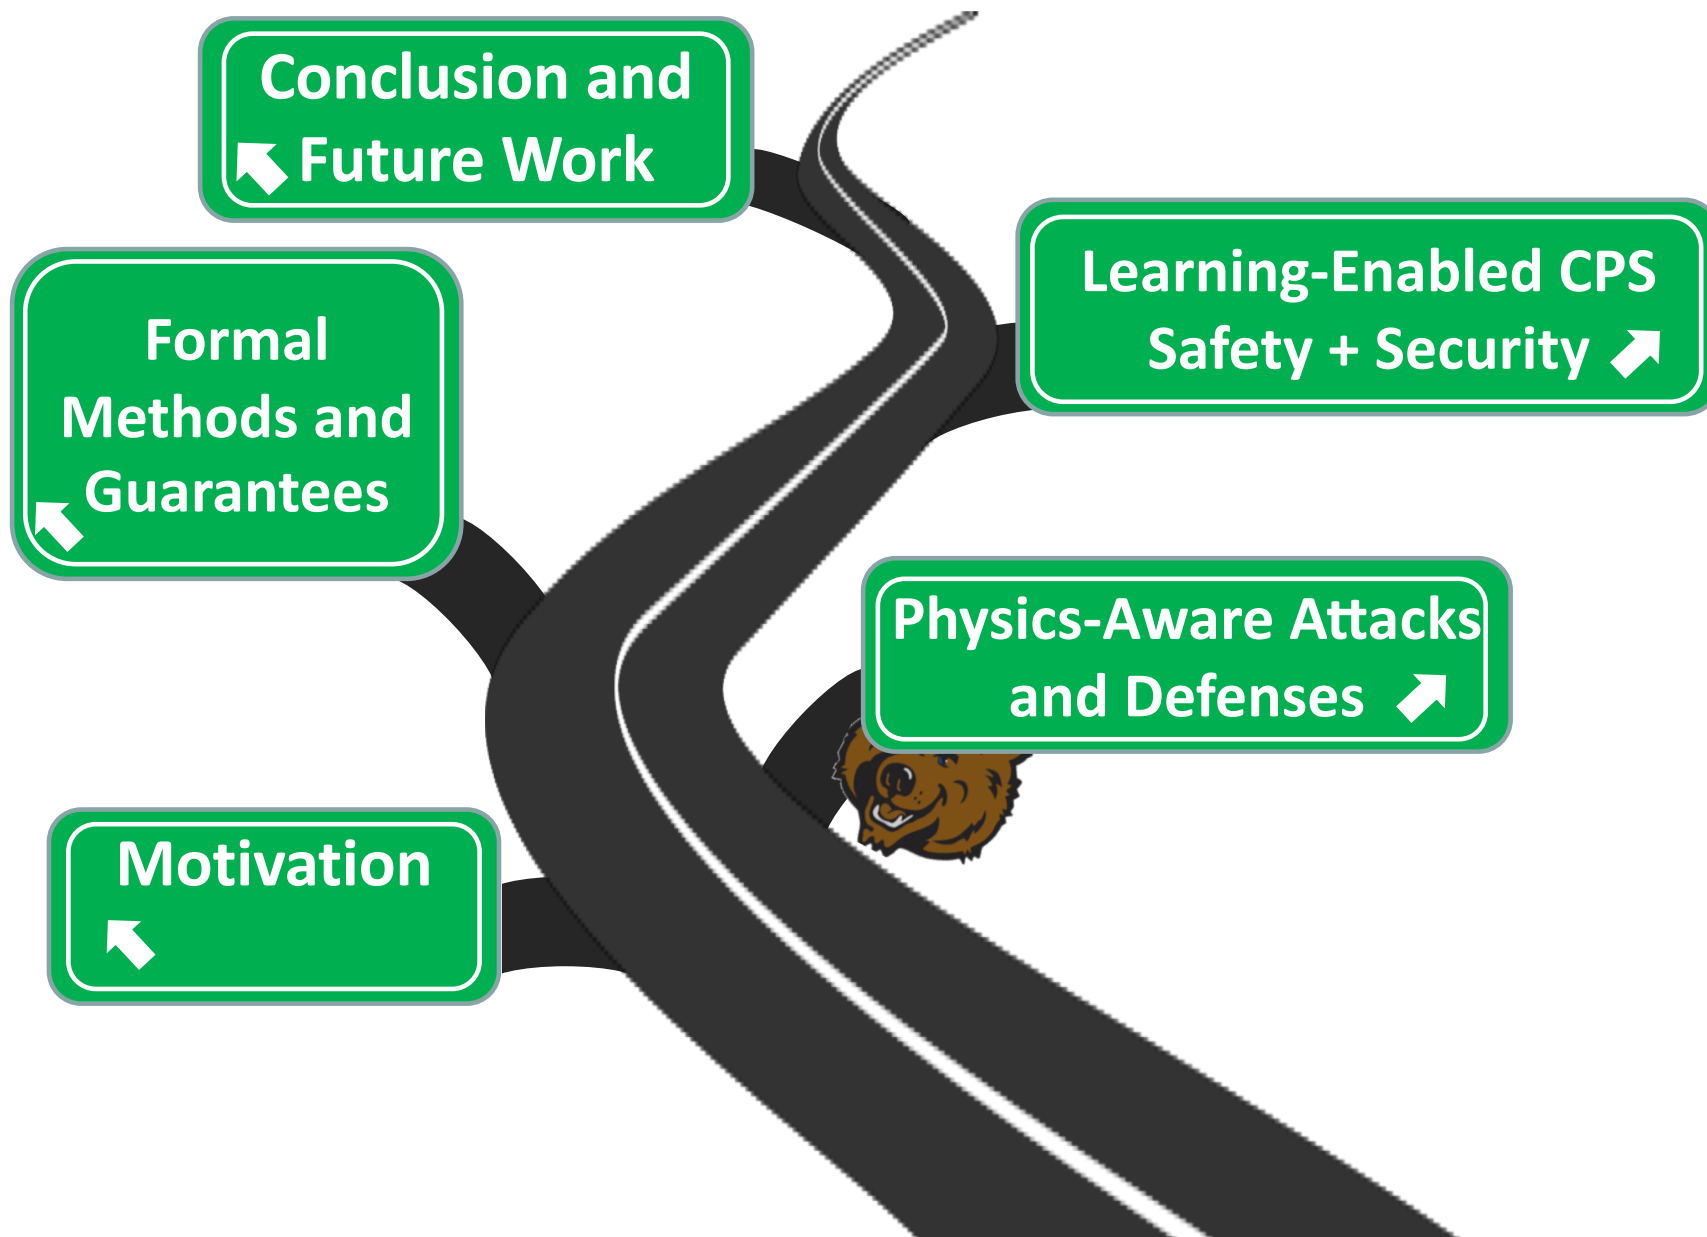 Conclusion and
Future Work
Learning-Enabled CPS
Safety + Security
Formal
Methods and
Guarantees
Physics-Aware Attacks
and Defenses
Motivation